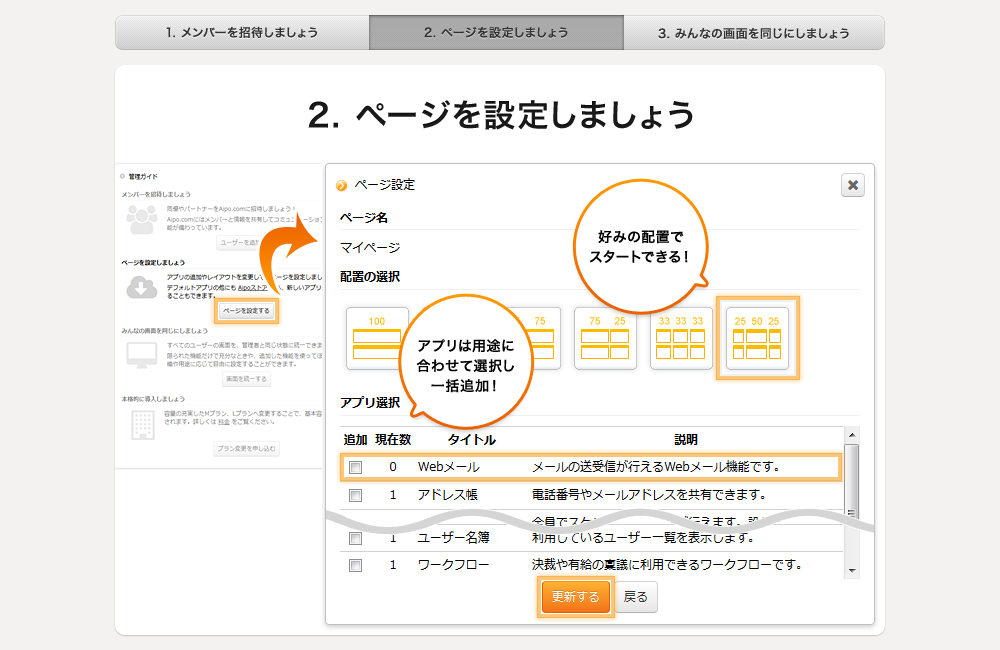 1. メンバーを招待しましょう
2. ページを設定しましょう
3. みんなの画面を同じにしましょう
2. ページを設定しましょう
管理ガイド
メンバーを招待しましょう
同僚やパートナーをAipo.comに招待しましょう！
Aipo.comにはメンバーと情報を共有してコミュ
能が備わっています。
ユーザーを追
ページを設定しましょう
アプリの追加やレイアウトを変更して
ージを設定しまし
デフォルトアプリの他にも Aipoスト
、新しいアプリ
ることもできます。
ページを設定する
みんなの画面を同じにしましょう
すべてのユーザーの画面を、管理者と同じ状態に統一できま
限られた機能だけで充分なときや、追加した機能を使ってほ
種や用途に応じて自由に設定することができます。
画面を統一する
本格的に導入しましょう
容量の充実したMプラン、Lプランへ変更することで、基本容
されます。詳しくは 料金 をご覧ください。
プラン変更を申し込む
ページ設定
ページ名
マイページ
配置の選択
好みの配置で
スタートできる！
100
75
75 25
33 33 33
25 50 25
アプリは用途に
合わせて選択し
一括追加！
アプリ選択
追加 現在数 タイトル 説明
0 Webメール メールの送受信が行えるWebメール機能です。
1 アドレス帳 電話番号やメールアドレスを共有できます。
全員でスケ
行えます。
1 ユーザー名簿 利用しているユーザー一覧を表示します。
1 ワークフロー 決裁や有給の稟議に利用できるワークフローです。
更新する 戻る